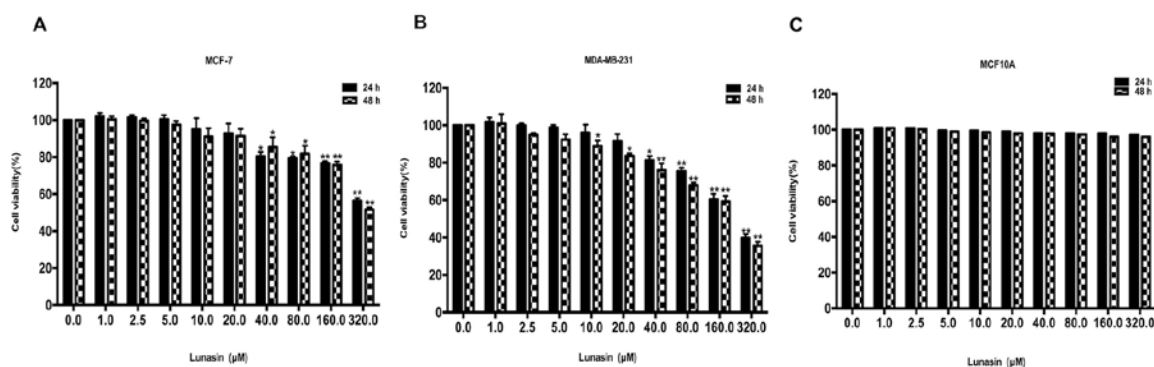 A
MCF-7
24 h
48 h
Cell viability(%)
120
100
80
60
40
20
0
* * * ** ** ** **
0.0 1.0 2.5 5.0 10.0 20.0 40.0 80.0 160.0 320.0
Lunasin (µM)
B
MDA-MB-231
24 h
48 h
Cell viability(%)
120
100
80
60
40
20
0
* * * ** ** ** ** ** ** **
0.0 1.0 2.5 5.0 10.0 20.0 40.0 80.0 160.0 320.0
Lunasin (µM)
C
MCF10A
24 h
48 h
Cell viability(%)
120
100
80
60
40
20
0
0.0 1.0 2.5 5.0 10.0 20.0 40.0 80.0 160.0 320.0
Lunasin (µM)